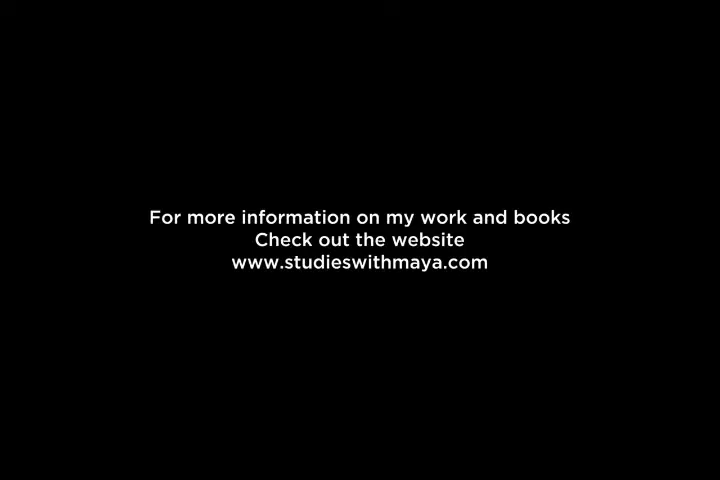 For more information on my work and books
Check out the website
www.studieswithmaya.com